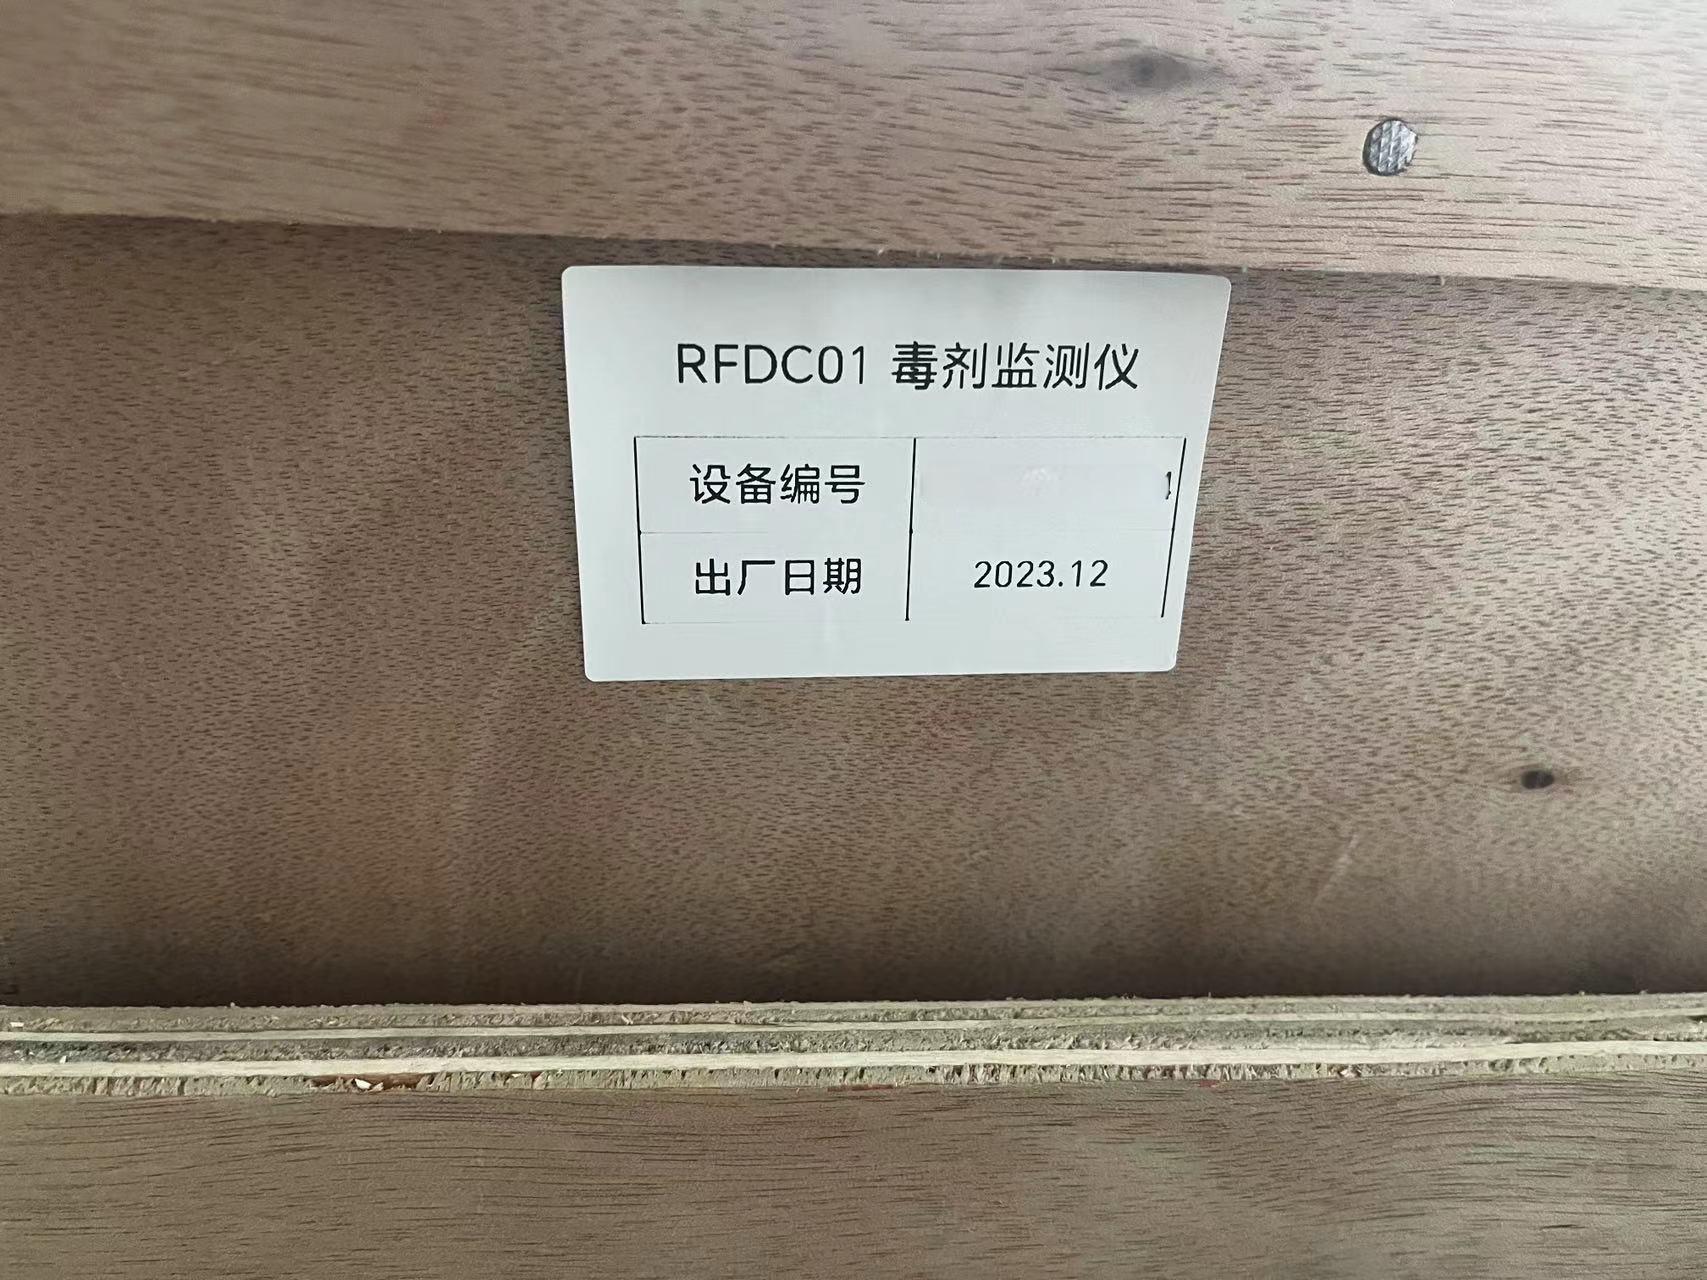 RFDC01 毒剂监测仪
设备编号
出厂日期 2023.12